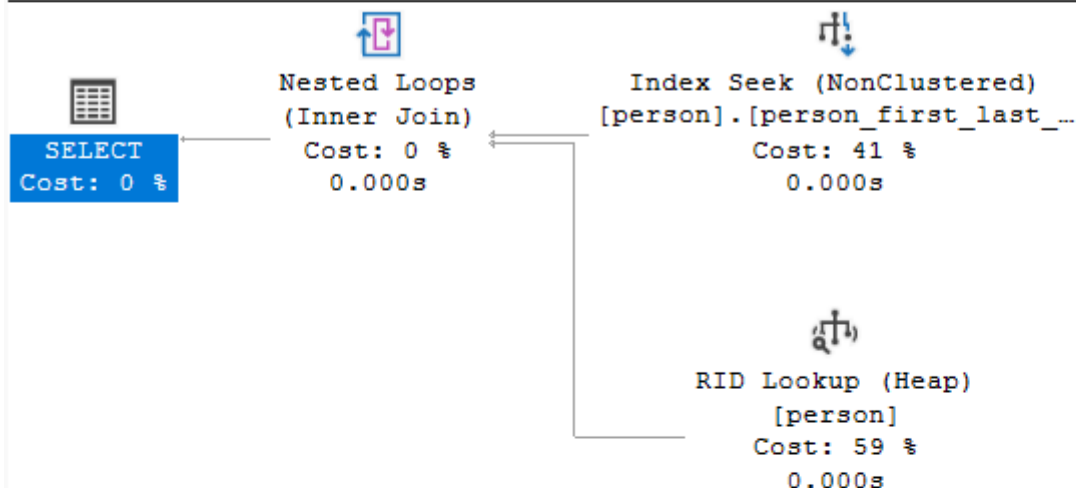 SELECT
Cost: 0 %
Nested Loops
(Inner Join)
Cost: 0 %
0.000s
Index Seek (NonClustered)
[person].[person_first_last_…
Cost: 41 %
0.000s
RID Lookup (Heap)
[person]
Cost: 59 %
0.000s